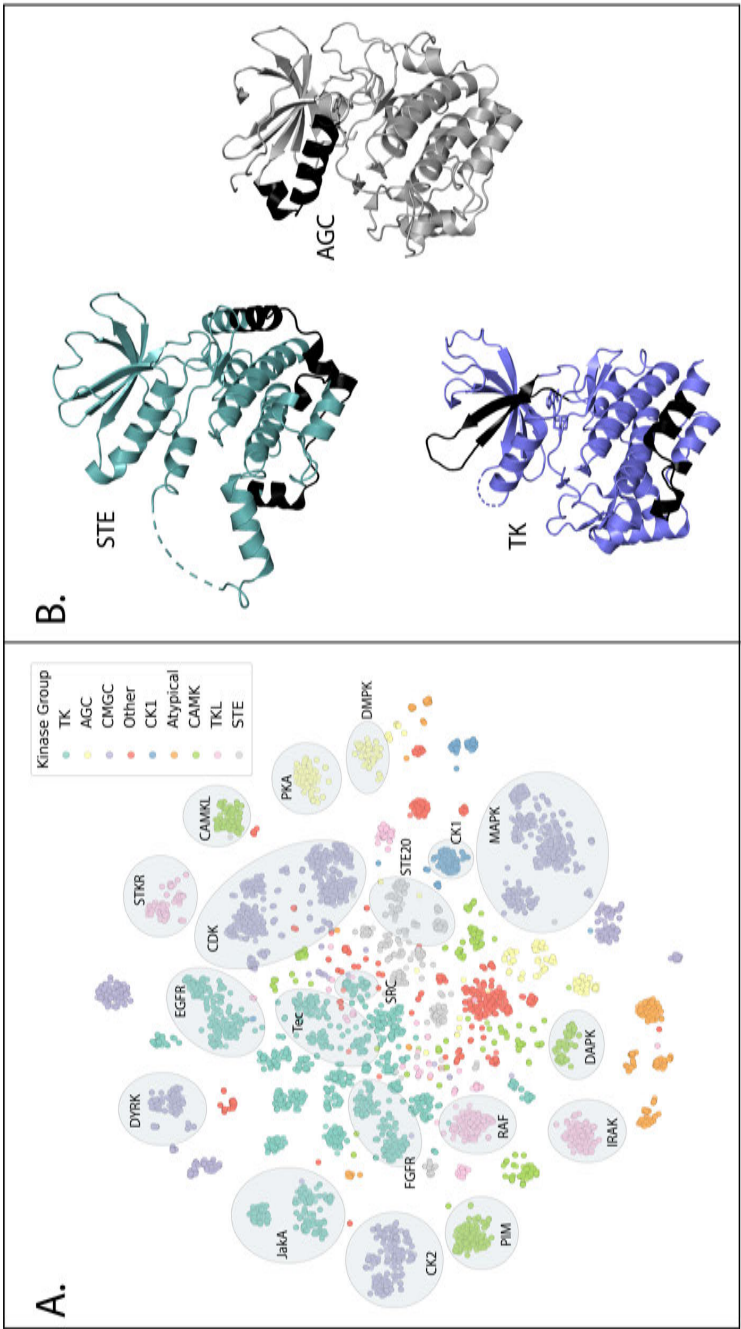 A.
Kinase Group
TK
AGC
CMGC
Other
CK1
Atypical
CAMK
TKL
STE
CAMKL
STKR
PKA
DMPK
EGFR
CDK
DYRK
Tec
SRC
STE20
CK1
MAPK
JakA
FGFR
RAF
DAPK
CK2
PIM
IRAK
B.
STE
AGC
TK